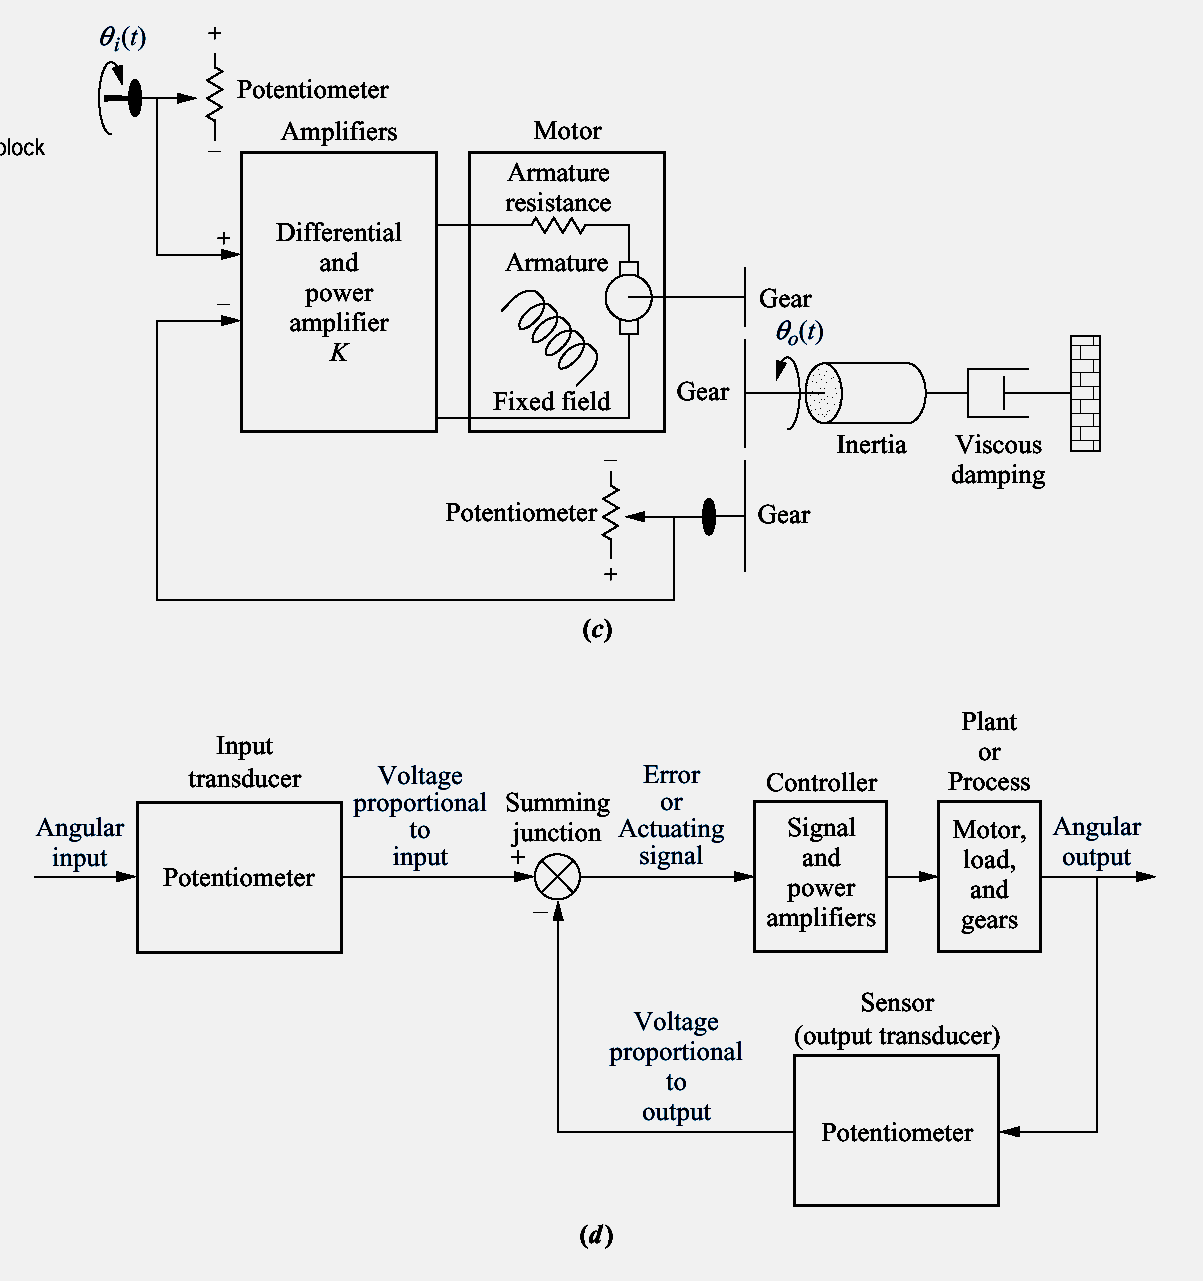 θi(t)
+
Potentiometer
−
block
Amplifiers
Motor
Armature
resistance
+
Differential
and
power
amplifier
K
−
Armature
Fixed field
Gear
θo(t)
Gear
Inertia
Viscous
damping
−
Potentiometer
+
Gear
(c)
Input
transducer
Angular
input
Potentiometer
Voltage
proportional
to
input
Summing
junction
+
−
Error
or
Actuating
signal
Controller
Signal
and
power
amplifiers
Plant
or
Process
Motor,
load,
and
gears
Angular
output
Sensor
(output transducer)
Potentiometer
Voltage
proportional
to
output
(d)